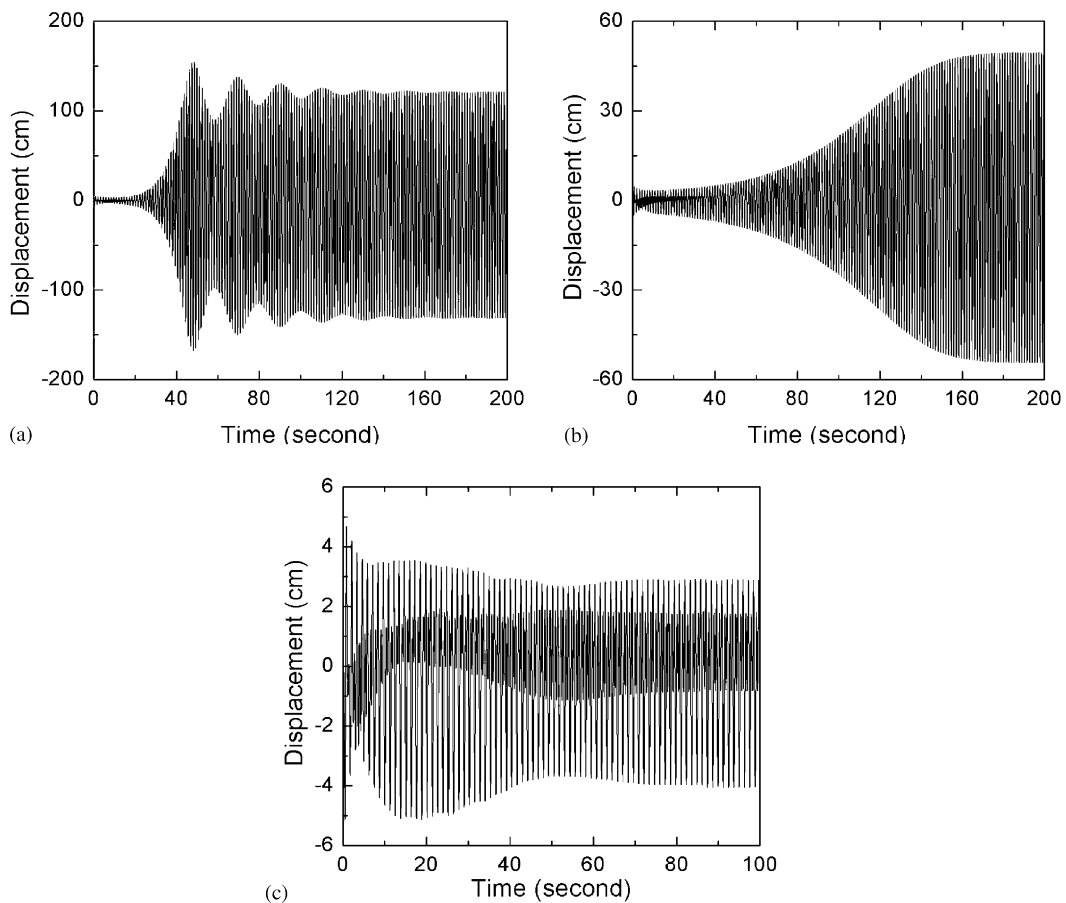 200
100
0
-100
-200
Displacement (cm)
0 40 80 120 160 200
Time (second)
(a)
60
30
0
-30
-60
Displacement (cm)
0 40 80 120 160 200
Time (second)
(b)
6
4
2
0
-2
-4
-6
Displacement (cm)
0 20 40 60 80 100
Time (second)
(c)